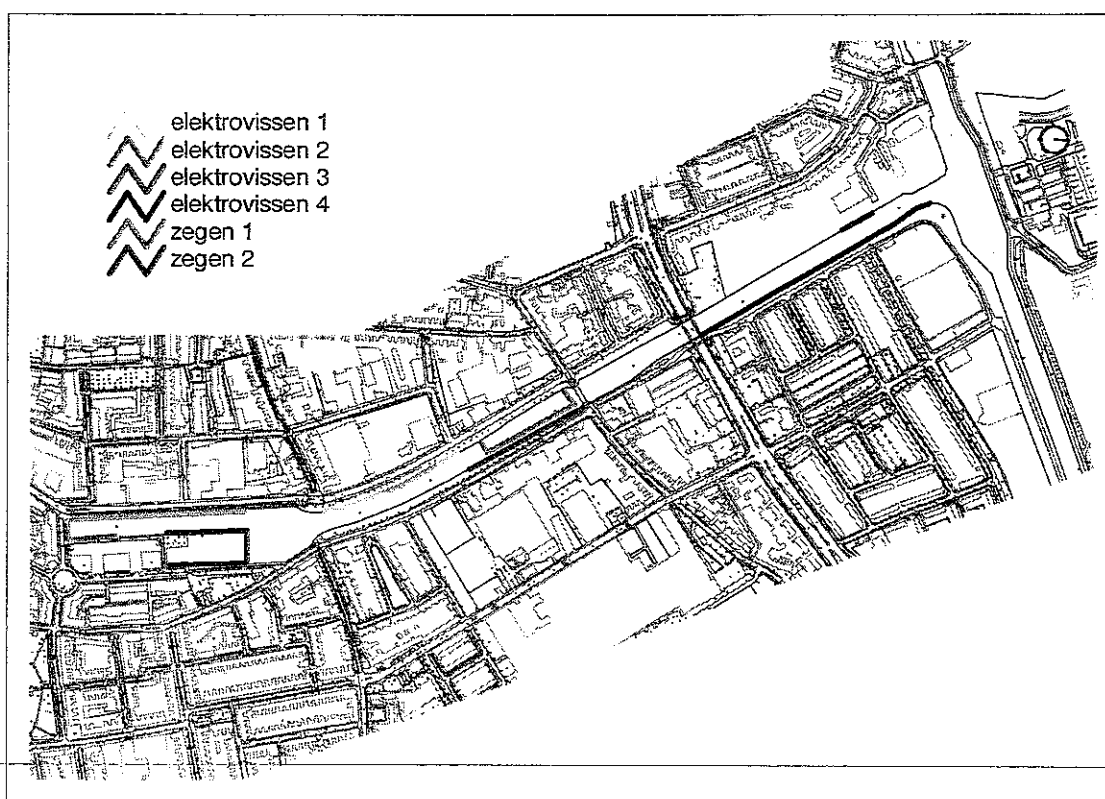 elektrovissen 1
elektrovissen 2
elektrovissen 3
elektrovissen 4
zegen 1
zegen 2